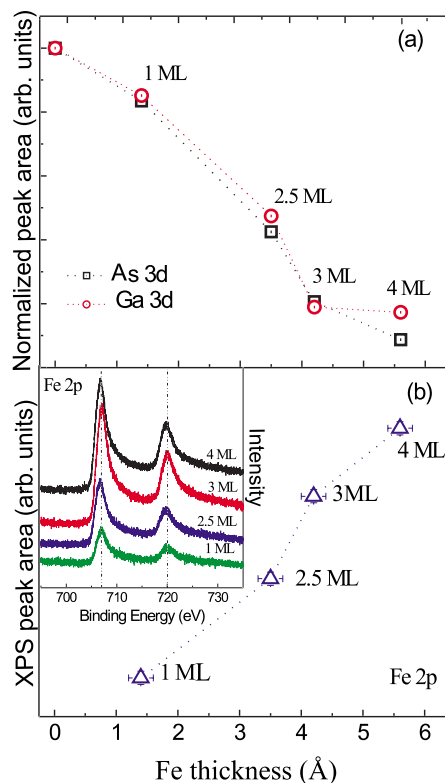 Normalized peak area (arb. units)
(a)
1 ML
2.5 ML
3 ML
4 ML
As 3d
Ga 3d
XPS peak area (arb. units)
(b)
Fe 2p
4 ML
3 ML
2.5 ML
1 ML
Intensity
700 710 720 730
Binding Energy (eV)
4 ML
3 ML
2.5 ML
1 ML
Fe 2p
0 1 2 3 4 5 6
Fe thickness (Å)